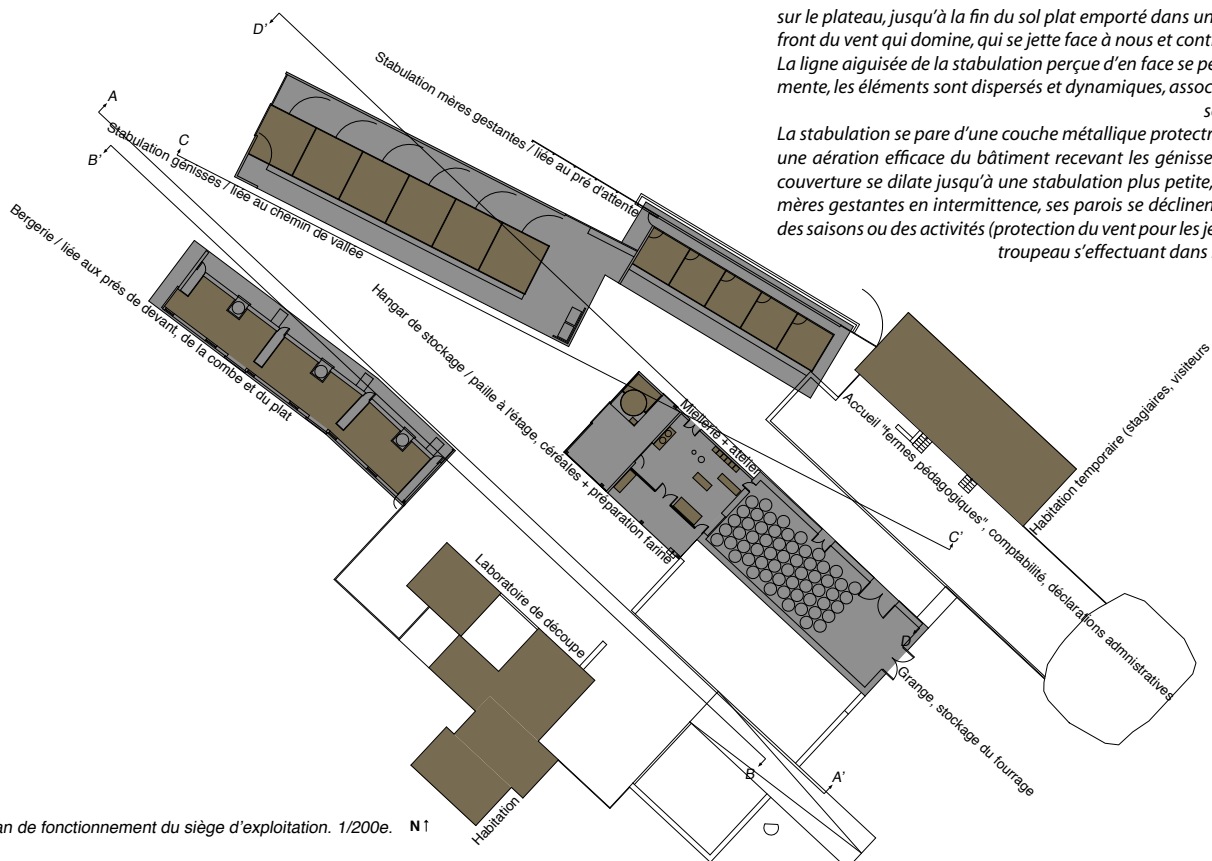 sur le plateau, jusqu'à la fin du sol plat emporté dans un
front du vent qui domine, qui se jette face à nous et cont
La ligne aiguisée de la stabulation perçue d'en face se pe
mente, les éléments sont dispersés et dynamiques, assoc
La stabulation se pare d'une couche métallique protectr
une aération efficace du bâtiment recevant les génisse
couverture se dilate jusqu'à une stabulation plus petite,
mères gestantes en intermittence, ses parois se déclinen
des saisons ou des activités (protection du vent pour les je
troupeau s'effectuant dans
D'
A
B'
C
Stabulation mères gestantes / liée au pré d'attente
Stabulation génisses / liée au chemin de vallée
Bergerie / liée aux prés de devant, de la combe et du plat
Hangar de stockage / paille à l'étage, céréales + préparation farine
Miellerie + atelier
Accueil "fermes pédagogiques", comptabilité, déclarations admnistratives
Habitation temporaire (stagiaires, visiteurs
C'
Laboratoire de découpe
D
Grange, stockage du fourrage
B
A'
Habitation
an de fonctionnement du siège d'exploitation. 1/200e. N↑